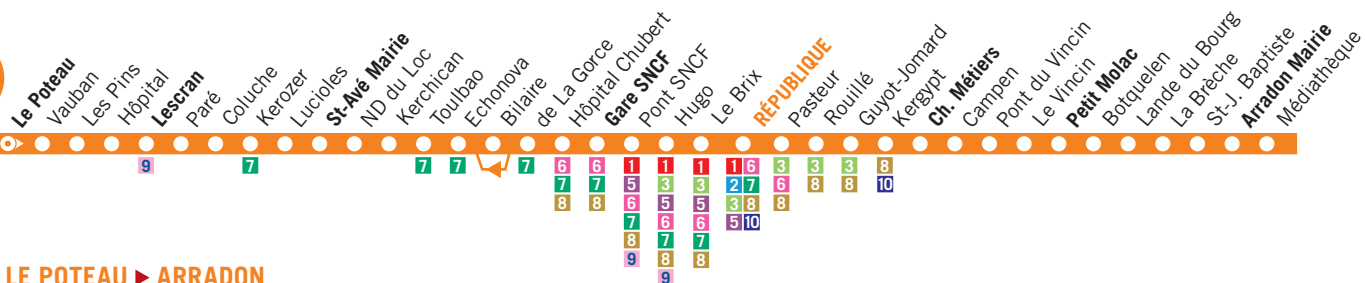 Le Poteau
Vauban
Les Pins
Hôpital
Lescran
Paré
Coluche
Kerozer
Lucioles
St-Avé Mairie
ND du Loc
Kerchican
Toulbao
Echonova
Bilaire
de La Gorce
Hôpital Chubert
Gare SNCF
Pont SNCF
Hugo
Le Brix
RÉPUBLIQUE
Pasteur
Rouillé
Guyot-Jomard
Kergypt
Ch. Métiers
Campen
Pont du Vincin
Le Vincin
Petit Molac
Botquelen
Lande du Bourg
La Brèche
St-J. Baptiste
Arradon Mairie
Médiathèque
9 7 7 7 7 6 6 1 1 1 1 6 3 3 3 8
7 7 5 3 3 2 7 6 8 8 10
8 8 6 5 5 3 8 8
7 6 6 5 10
8 7 7
9 8 8
9
LE POTEAU ► ARRADON